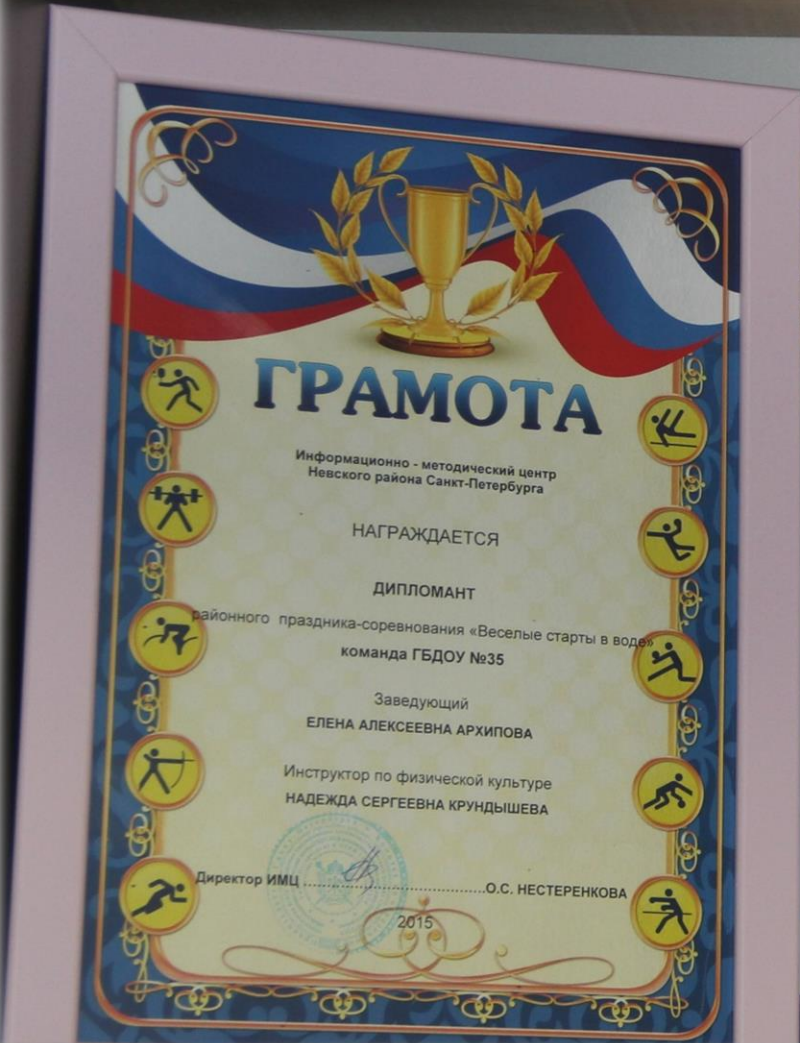 ГРАМОТА
Информационно - методический центр
Невского района Санкт-Петербурга
НАГРАЖДАЕТСЯ
ДИПЛОМАНТ
районного праздника-соревнования «Веселые старты в воде»
команда ГБДОУ №35
Заведующий
ЕЛЕНА АЛЕКСЕЕВНА АРХИПОВА
Инструктор по физической культуре
НАДЕЖДА СЕРГЕЕВНА КРУНДЫШЕВА
Директор ИМЦ ........................................О.С. НЕСТЕРЕНКОВА
2015